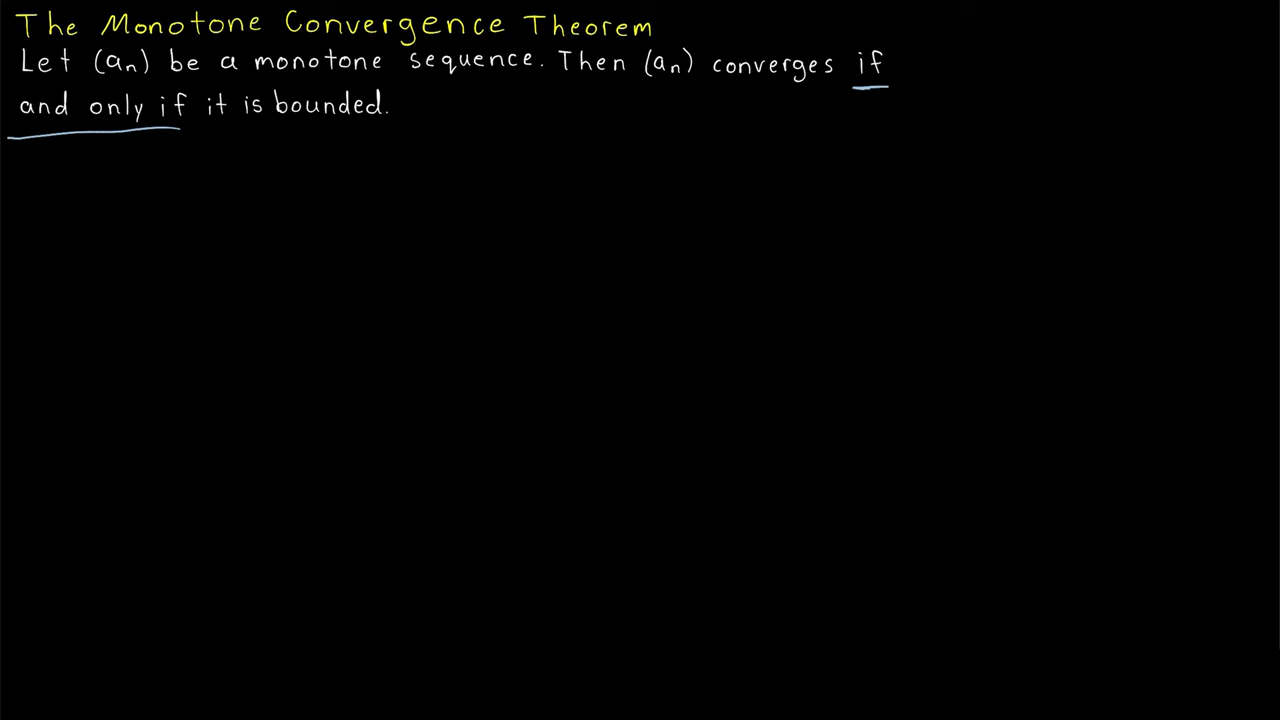 The Monotone Convergence Theorem
Let (aₙ) be a monotone sequence. Then (aₙ) converges if
and only if it is bounded.